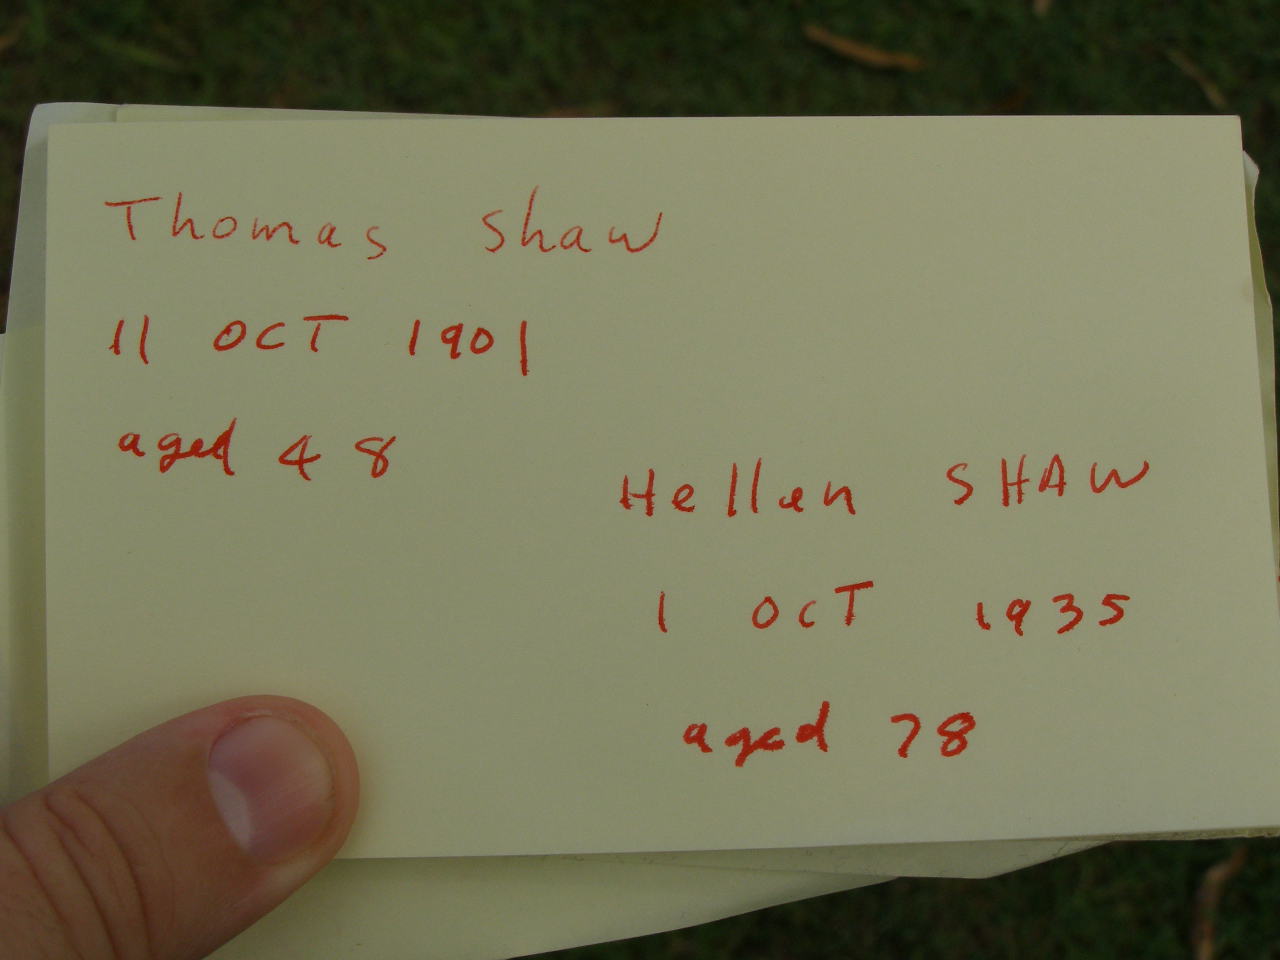 Thomas Shaw
11 OCT 1901
aged 48
Hellen SHAW
1 OCT 1935
aged 78